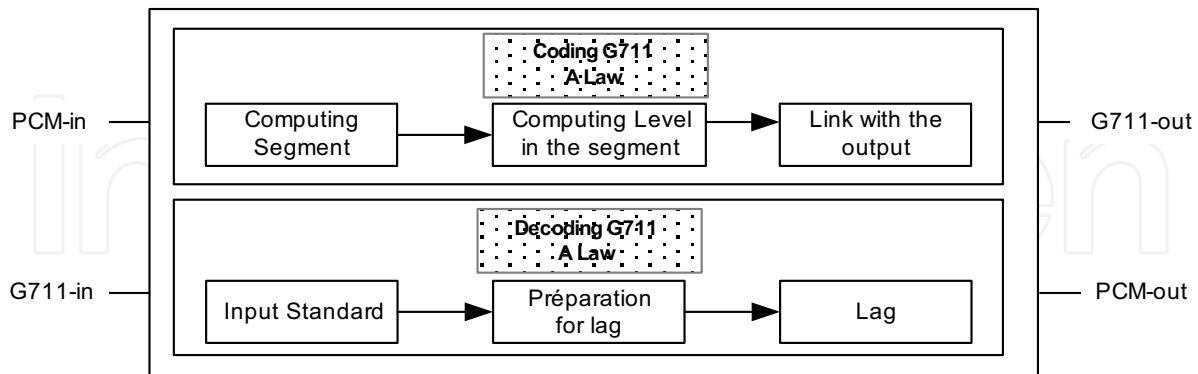 Coding G711
A Law
PCM-in
Computing
Segment
Computing Level
in the segment
Link with the
output
G711-out
Decoding G711
A Law
G711-in
Input Standard
Préparation
for lag
Lag
PCM-out